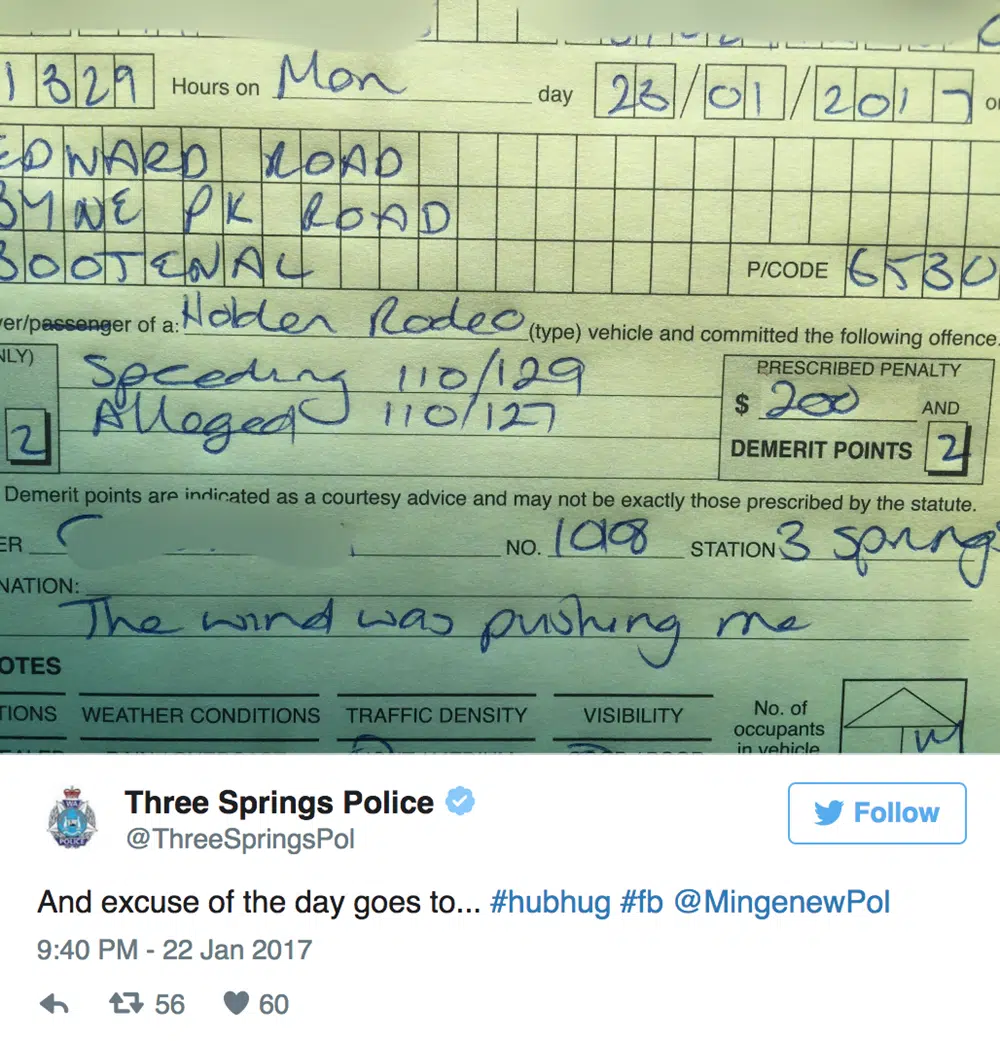 1329 Hours on Mon day 23/01/2017 or
EDWARD ROAD
BYNE PK ROAD
BOOTENAL P/CODE 6530
er/passenger of a: Holden Rodeo (type) vehicle and committed the following offence.
NLY) Speeding 110/129 PRESCRIBED PENALTY
Alleged 110/127 $ 200 AND
2 DEMERIT POINTS 2
Demerit points are indicated as a courtesy advice and may not be exactly those prescribed by the statute.
ER NO. STATION 3 Springs
NATION:
The wind was pushing me
OTES
TIONS WEATHER CONDITIONS TRAFFIC DENSITY VISIBILITY No. of
occupants
in vehicle
Three Springs Police
@ThreeSpringsPol
Follow
And excuse of the day goes to... #hubhug #fb @MingenewPol
9:40 PM - 22 Jan 2017
56 60